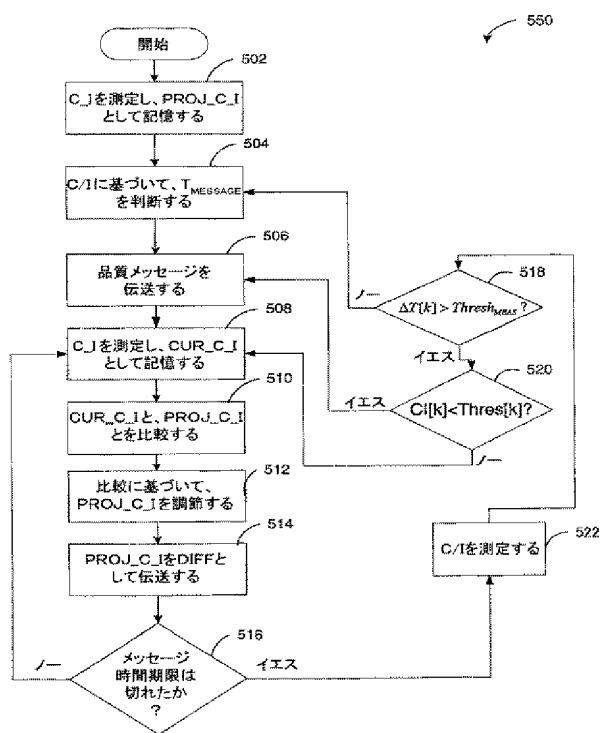 550
開始
502
C_Iを測定し、PROJ_C_I
として記憶する
504
C/Iに基づいて、TMESSAGE
を判断する
506
品質メッセージを
伝送する
508
C_Iを測定し、CUR_C_I
として記憶する
510
CUR_C_Iと、PROJ_C_I
とを比較する
512
比較に基づいて、
PROJ_C_Iを調節する
514
PROJ_C_IをDIFFと
して伝送する
516
メッセージ
時間期限は
切れたか
?
ノー
イエス
518
ΔT[k] > ThreshMEAS ?
ノー
イエス
520
CI[k]<Thres[k]?
イエス
ノー
C/Iを測定する
522